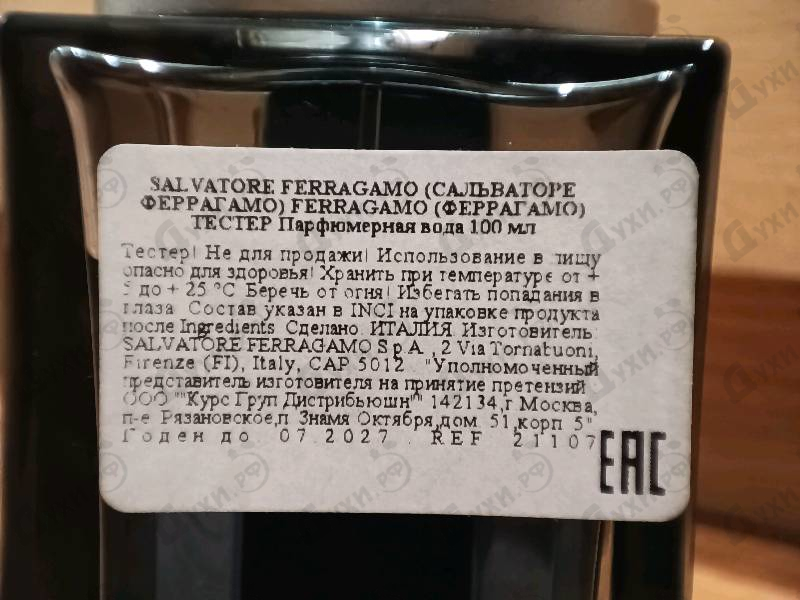 SALVATORE FERRAGAMO (САЛЬВАТОРЕ
ФЕРРАГАМО) FERRAGAMO (ФЕРРАГАМО)
ТЕСТЕР Парфюмерная вода 100 мл
Тестер! Не для продажи! Использование в пищу
опасно для здоровья! Хранить при температуре от +
5 до + 25 °C Беречь от огня! Избегать попадания в
глаза. Состав указан в INCI на упаковке продукта
после Ingredients. Сделано: ИТАЛИЯ. Изготовитель:
SALVATORE FERRAGAMO S.p.A., 2 Via Tornabuoni,
Firenze (FI), Italy, CAP 5012 . "Уполномоченный
представитель изготовителя на принятие претензий
ООО ""Курс Груп Дистрибьюшн"" 142134,г Москва,
п-е Рязановское,п Знамя Октября,дом 51,корп 5"
Годен до 07.2027 . REF 21107
EAC
Духи.рф